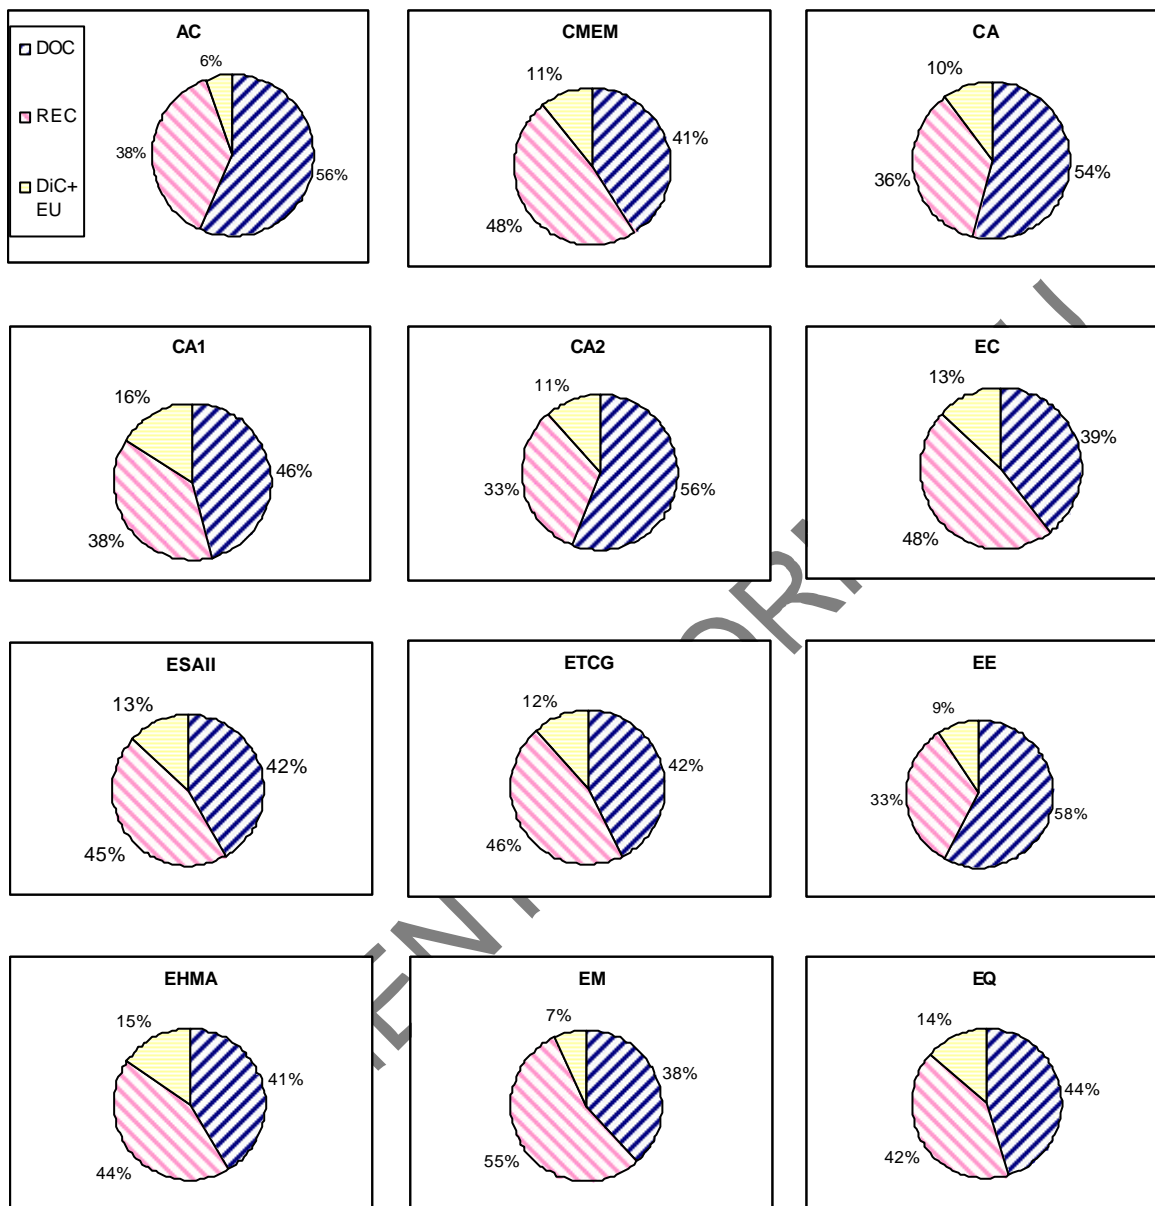 DOC
REC
DiC+
EU
AC
6%
38%
56%
CMEM
11%
41%
48%
CA
10%
36%
54%
CA1
16%
46%
38%
CA2
11%
33%
56%
EC
13%
39%
48%
ESAII
13%
42%
45%
ETCG
12%
42%
46%
EE
9%
33%
58%
EHMA
15%
41%
44%
EM
7%
38%
55%
EQ
14%
44%
42%